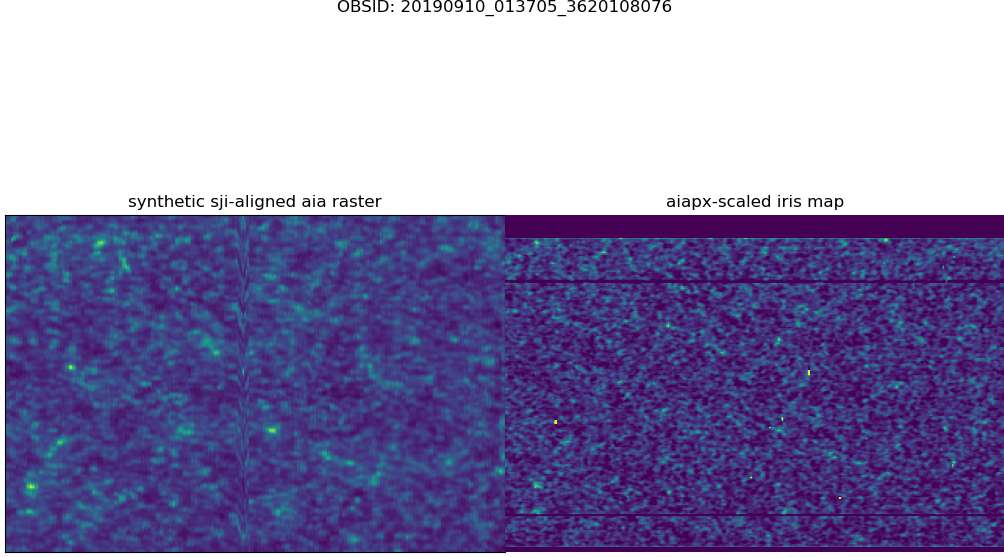 OBSID: 20190910_013705_3620108076
synthetic sji-aligned aia raster
aiapx-scaled iris map